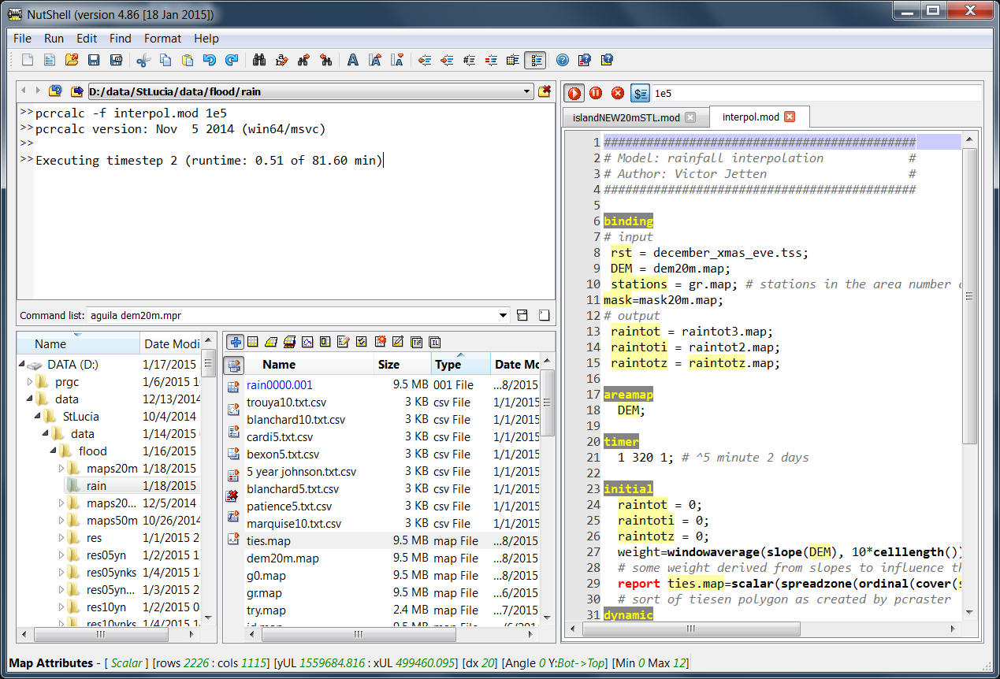 NutShell (version 4.86 [18 Jan 2015])
File Run Edit Find Format Help
D:/data/StLucia/data/flood/rain
>>pcrcalc -f interpol.mod 1e5
>>pcrcalc version: Nov  5 2014 (win64/msvc)
>>
>>Executing timestep 2 (runtime: 0.51 of 81.60 min)
Command list: aguila dem20m.mpr
Name Date Modi
DATA (D:) 1/17/2015
prgc 1/6/2015 1
data 12/13/2014
StLucia 10/4/2014
data 1/14/2015
flood 1/16/2015
maps20m 1/18/2015
rain 1/18/2015
maps20... 12/5/2014
maps50m 10/26/2014
res 1/1/2015 2
res05yn 1/2/2015 1
res05ynks 1/4/2015 1
res05yn... 1/3/2015 2
res10yn 1/2/2015 0
res10ynks 1/4/2015
Name Size Type Date Mo
rain0000.001 9.5 MB 001 File ...8/2015
trouya10.txt.csv 3 KB csv File 1/1/2015
blanchard10.txt.csv 3 KB csv File 1/1/2015
cardi5.txt.csv 3 KB csv File 1/1/2015
bexon5.txt.csv 3 KB csv File 1/1/2015
5 year johnson.txt.csv 3 KB csv File 1/1/2015
blanchard5.txt.csv 3 KB csv File 1/1/2015
patience5.txt.csv 3 KB csv File 1/1/2015
marquise10.txt.csv 3 KB csv File 1/1/2015
ties.map 9.5 MB map File ...8/2015
dem20m.map 9.5 MB map File ...8/2015
g0.map 9.5 MB map File ...8/2015
gr.map 9.5 MB map File ...6/2015
try.map 2.4 MB map File ...7/2015
id.map 9.5 MB map File
$ 1e5
islandNEW20mSTL.mod interpol.mod
1 ############################################
2 # Model: rainfall interpolation            #
3 # Author: Victor Jetten                    #
4 ############################################
5
6 binding
7 # input
8 rst = december_xmas_eve.tss;
9 DEM = dem20m.map;
10 stations = gr.map; # stations in the area number
11 mask=mask20m.map;
12 # output
13 raintot = raintot3.map;
14 raintoti = raintot2.map;
15 raintotz = raintotz.map;
16
17 areamap
18 DEM;
19
20 timer
21 1 320 1; # ^5 minute 2 days
22
23 initial
24 raintot = 0;
25 raintoti = 0;
26 raintotz = 0;
27 weight=windowaverage(slope(DEM), 10*celllength())
28 # some weight derived from slopes to influence th
29 report ties.map=scalar(spreadzone(ordinal(cover(s
30 # sort of tiesen polygon as created by pcraster
31 dynamic
Map Attributes - [ Scalar ] [rows 2226 : cols 1115] [yUL 1559684.816 : xUL 499460.095] [dx 20] [Angle 0 Y:Bot->Top] [Min 0 Max 12]